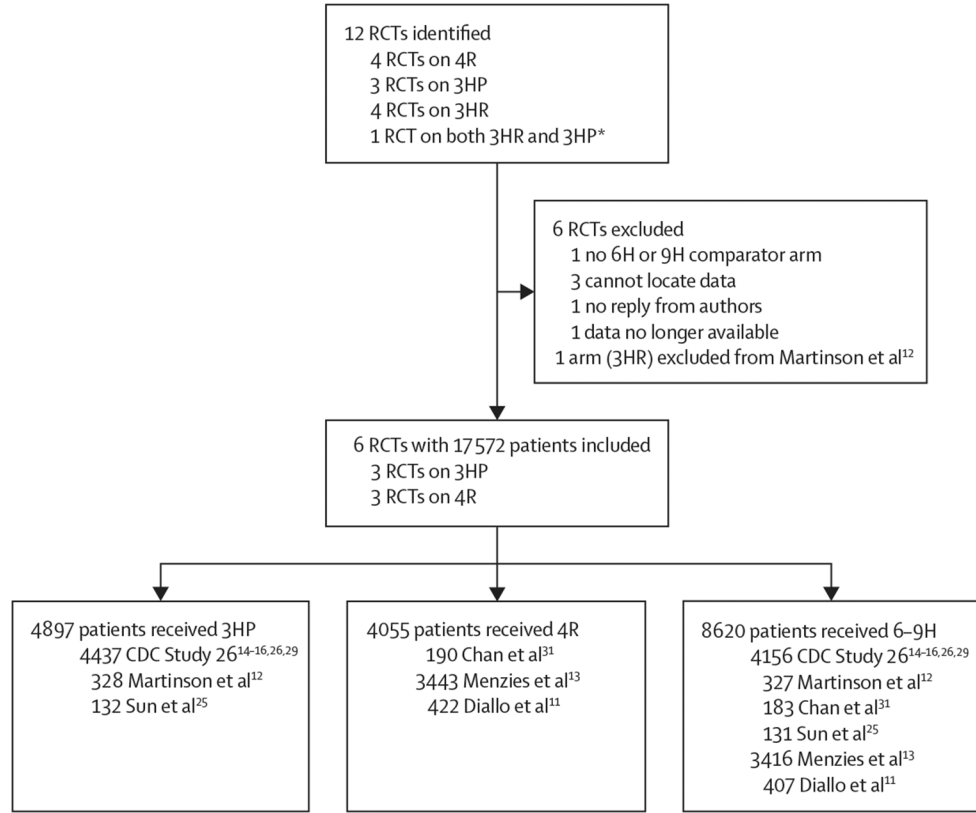 12 RCTs identified
4 RCTs on 4R
3 RCTs on 3HP
4 RCTs on 3HR
1 RCT on both 3HR and 3HP*
6 RCTs excluded
1 no 6H or 9H comparator arm
3 cannot locate data
1 no reply from authors
1 data no longer available
1 arm (3HR) excluded from Martinson et al¹²
6 RCTs with 17 572 patients included
3 RCTs on 3HP
3 RCTs on 4R
4897 patients received 3HP
4437 CDC Study 26¹⁴⁻¹⁶,²⁶,²⁹
328 Martinson et al¹²
132 Sun et al²⁵
4055 patients received 4R
190 Chan et al³¹
3443 Menzies et al¹³
422 Diallo et al¹¹
8620 patients received 6–9H
4156 CDC Study 26¹⁴⁻¹⁶,²⁶,²⁹
327 Martinson et al¹²
183 Chan et al³¹
131 Sun et al²⁵
3416 Menzies et al¹³
407 Diallo et al¹¹